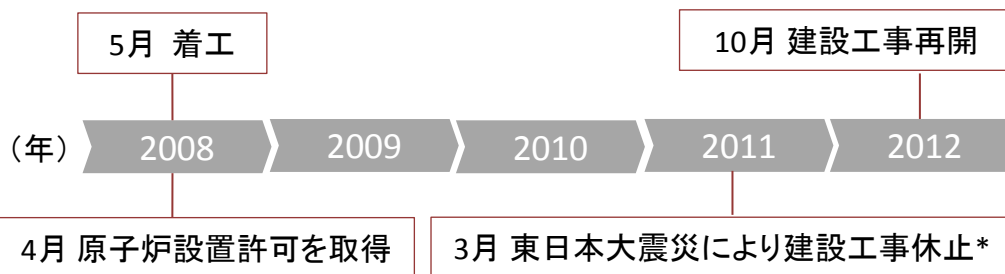 5月 着工
10月 建設工事再開
（年） 2008 2009 2010 2011 2012
4月 原子炉設置許可を取得
3月 東日本大震災により建設工事休止*